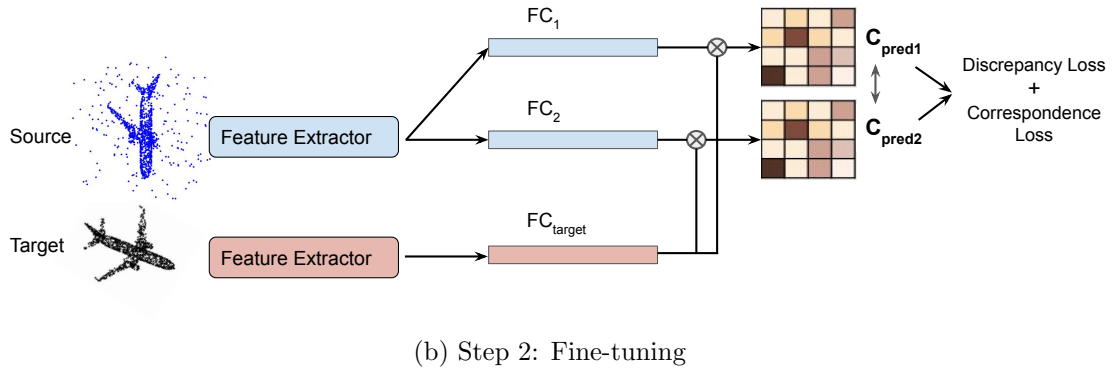 FC1
Cpred1
Discrepancy Loss
+
Correspondence
Loss
Source
Feature Extractor
FC2
Cpred2
Target
Feature Extractor
FCtarget
(b) Step 2: Fine-tuning